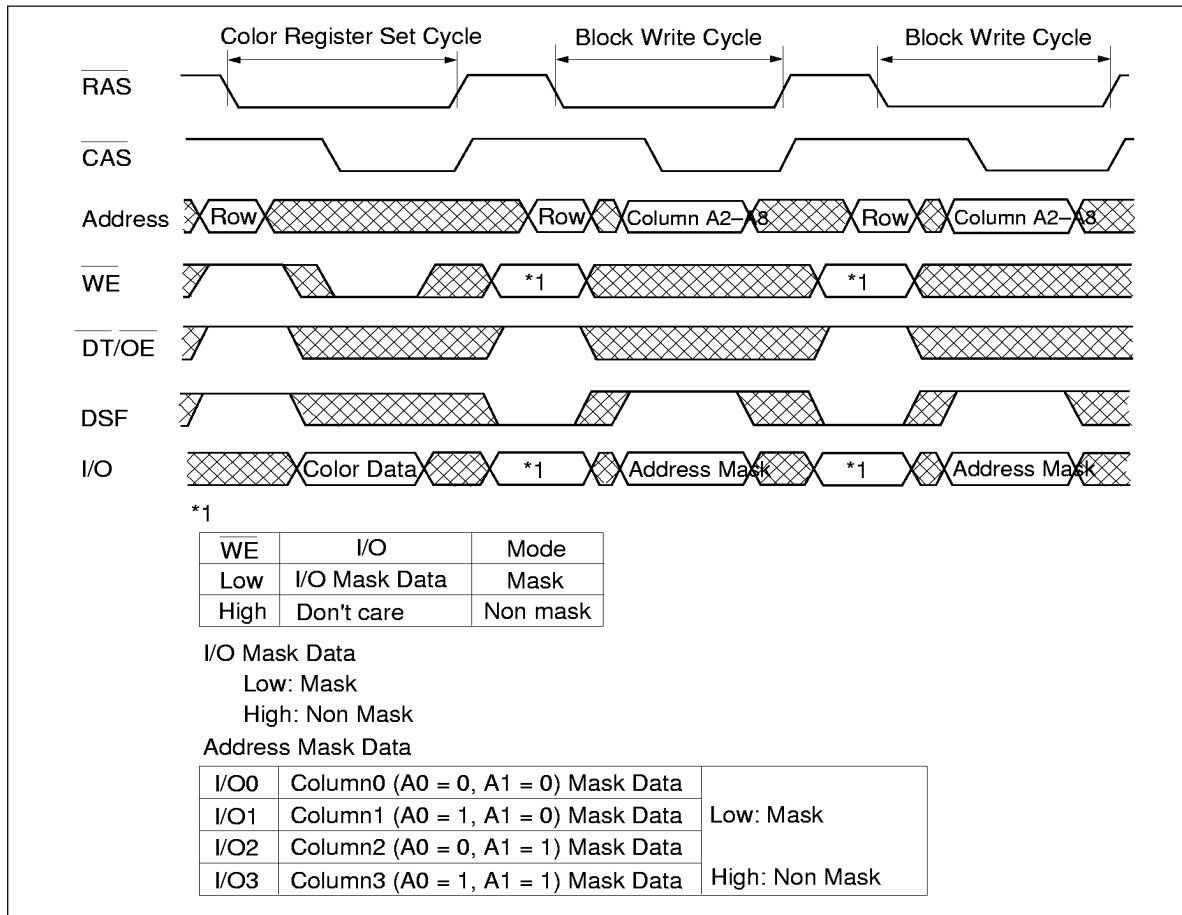 Color Register Set Cycle Block Write Cycle Block Write Cycle
RAS
CAS
Address Row Row Column A2–A8 Row Column A2–A8
WE *1 *1
DT/OE
DSF
I/O Color Data *1 Address Mask *1 Address Mask
*1
WE I/O Mode
Low I/O Mask Data Mask
High Don't care Non mask
I/O Mask Data
Low: Mask
High: Non Mask
Address Mask Data
I/O0 Column0 (A0 = 0, A1 = 0) Mask Data
I/O1 Column1 (A0 = 1, A1 = 0) Mask Data Low: Mask
I/O2 Column2 (A0 = 0, A1 = 1) Mask Data
I/O3 Column3 (A0 = 1, A1 = 1) Mask Data High: Non Mask